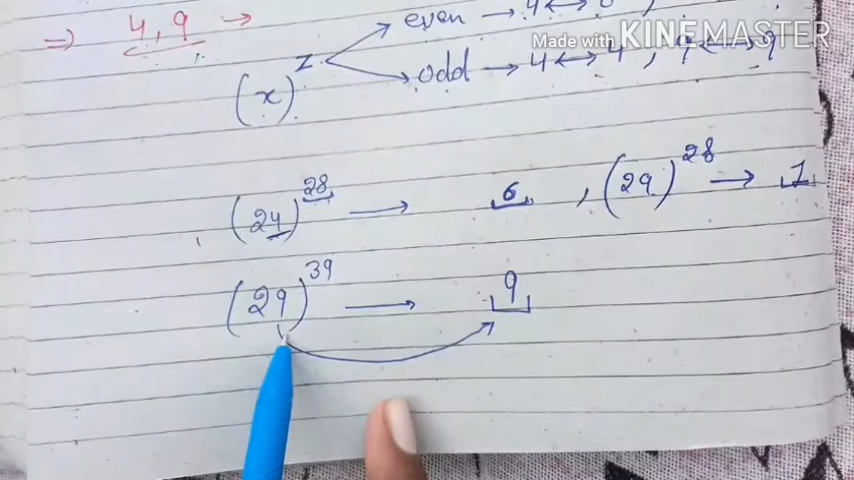 even → 4 ↔ 6,
⇒ 4, 9 →
Made with KINEMASTER
(x)^z odd → 4 ↔ 4, 9 ↔ 9
(24)^28 → 6, (29)^28 → 1
(29)^39 → 9